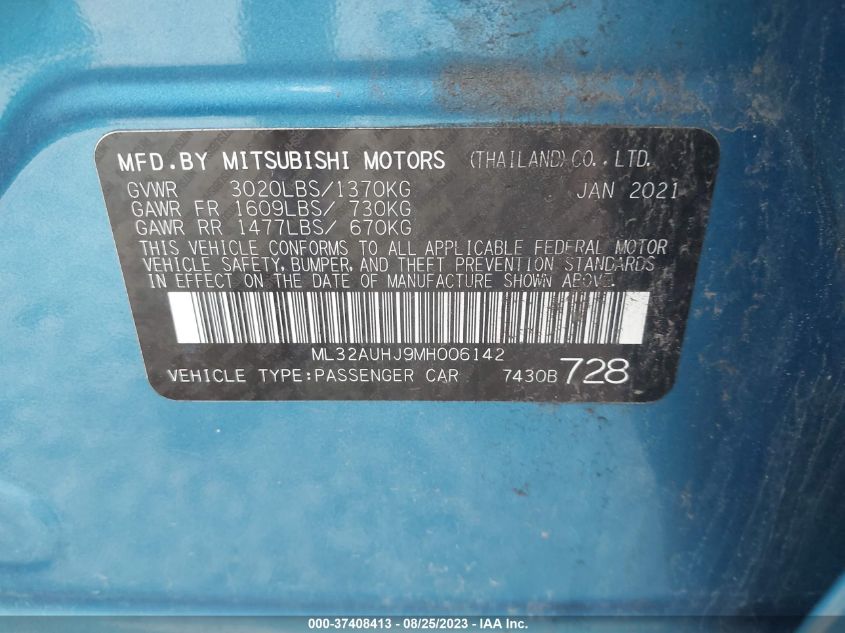 MFD.BY MITSUBISHI MOTORS (THAILAND)CO.,LTD.
GVWR 3020LBS/1370KG JAN 2021
GAWR FR 1609LBS/ 730KG
GAWR RR 1477LBS/ 670KG
THIS VEHICLE CONFORMS TO ALL APPLICABLE FEDERAL MOTOR
VEHICLE SAFETY, BUMPER, AND THEFT PREVENTION STANDARDS
IN EFFECT ON THE DATE OF MANUFACTURE SHOWN ABOVE.
ML32AUHJ9MH006142
VEHICLE TYPE:PASSENGER CAR 7430B 728
000-37408413 - 08/25/2023 - IAA Inc.